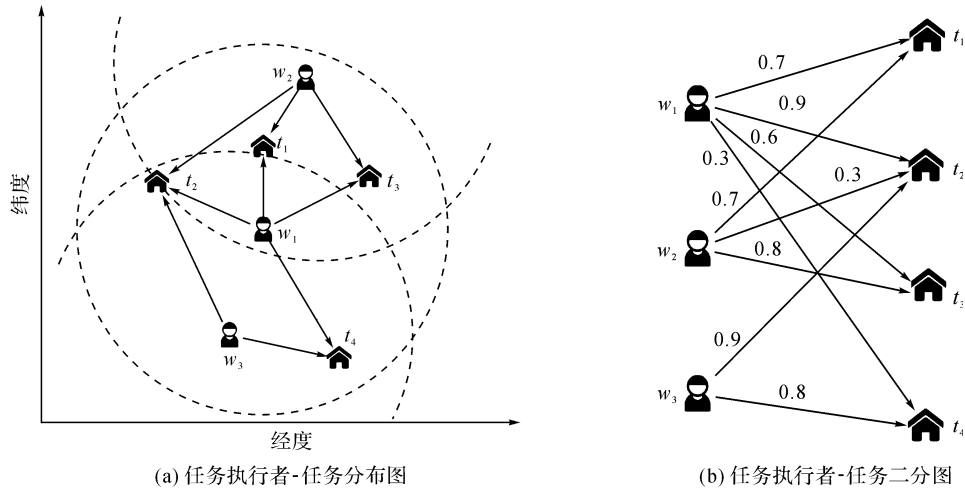 纬度
w₂
t₁
t₂
t₃
w₁
w₃
t₄
经度
(a) 任务执行者-任务分布图
t₁
0.7
w₁
0.9
0.6
0.3
t₂
0.3
0.7
w₂
0.8
t₃
0.9
w₃
0.8
t₄
(b) 任务执行者-任务二分图